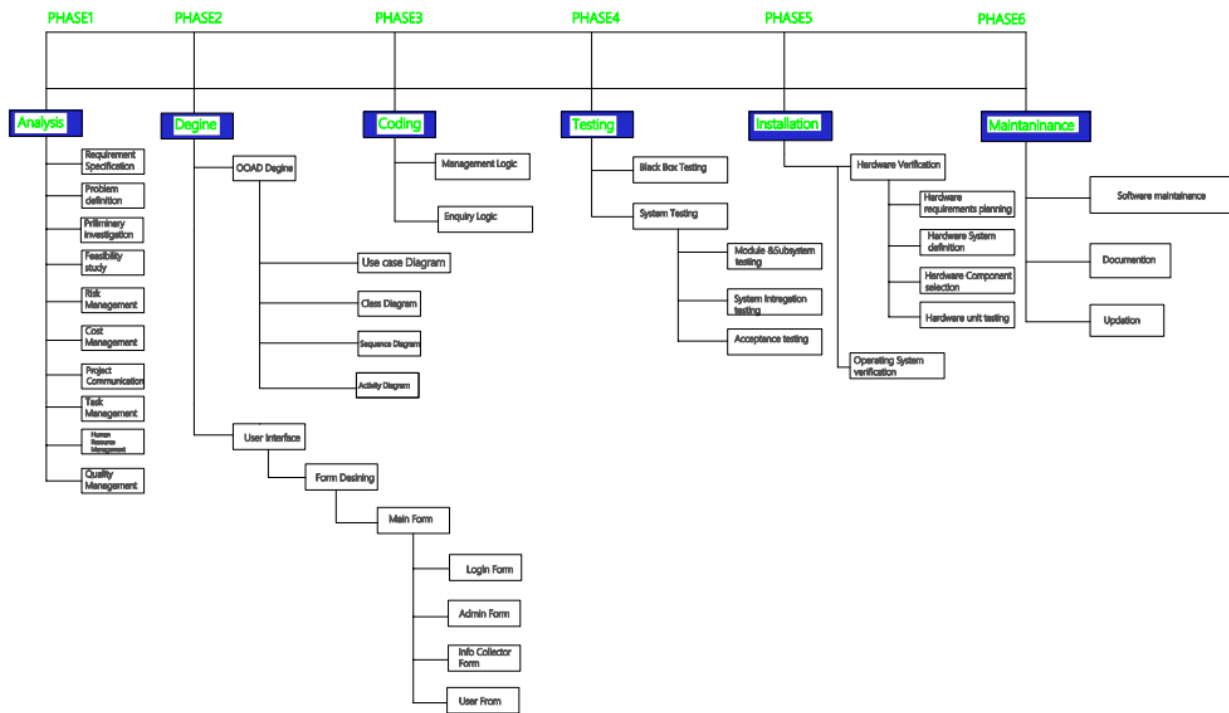 PHASE1
PHASE2
PHASE3
PHASE4
PHASE5
PHASE6
Analysis
Degine
Coding
Testing
Installation
Maintaninance
Requirement
Specification
Problem
definition
Priliminary
investigation
Feasibility
study
Risk
Management
Cost
Management
Project
Communication
Task
Management
Human
Resource
Management
Quality
Management
OOAD Degine
Use case Diagram
Class Diagram
Sequence Diagram
Activity Diagram
User Interface
Form Desining
Main Form
Login Form
Admin Form
Info Collector
Form
User From
Management Logic
Enquiry Logic
Black Box Testing
System Testing
Module &Subsystem
testing
System Intregation
testing
Acceptance testing
Hardware Verification
Hardware
requirements planning
Hardware System
definition
Hardware Component
selection
Hardware unit testing
Operating System
verification
Software maintainance
Documention
Updation